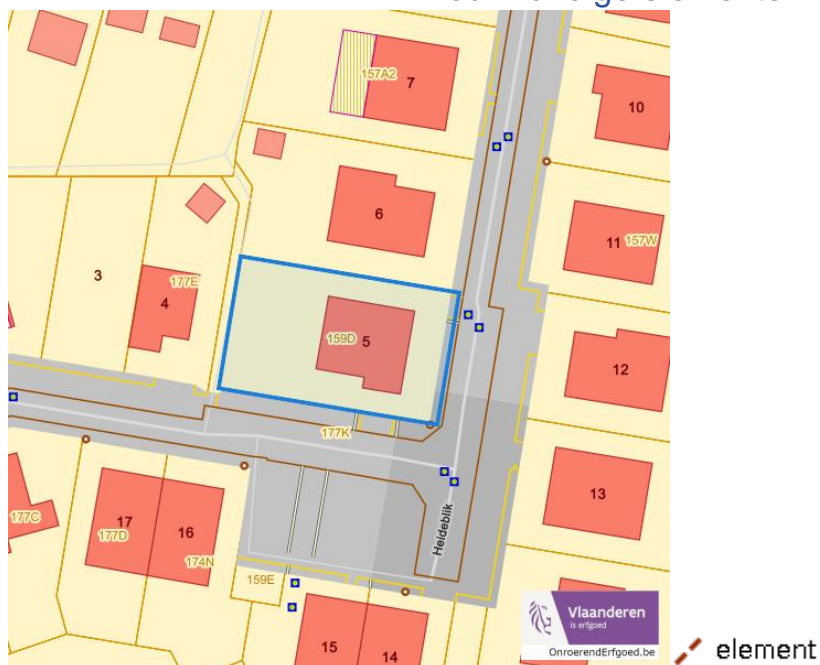 157A2
7
10
6
11 157W
3
177E
4
159D 5
12
177K
13
Heideblik
177C
17
177D
16
174N
159E
15
14
Vlaanderen
is erfgoed
OnroerendErfgoed.be
element